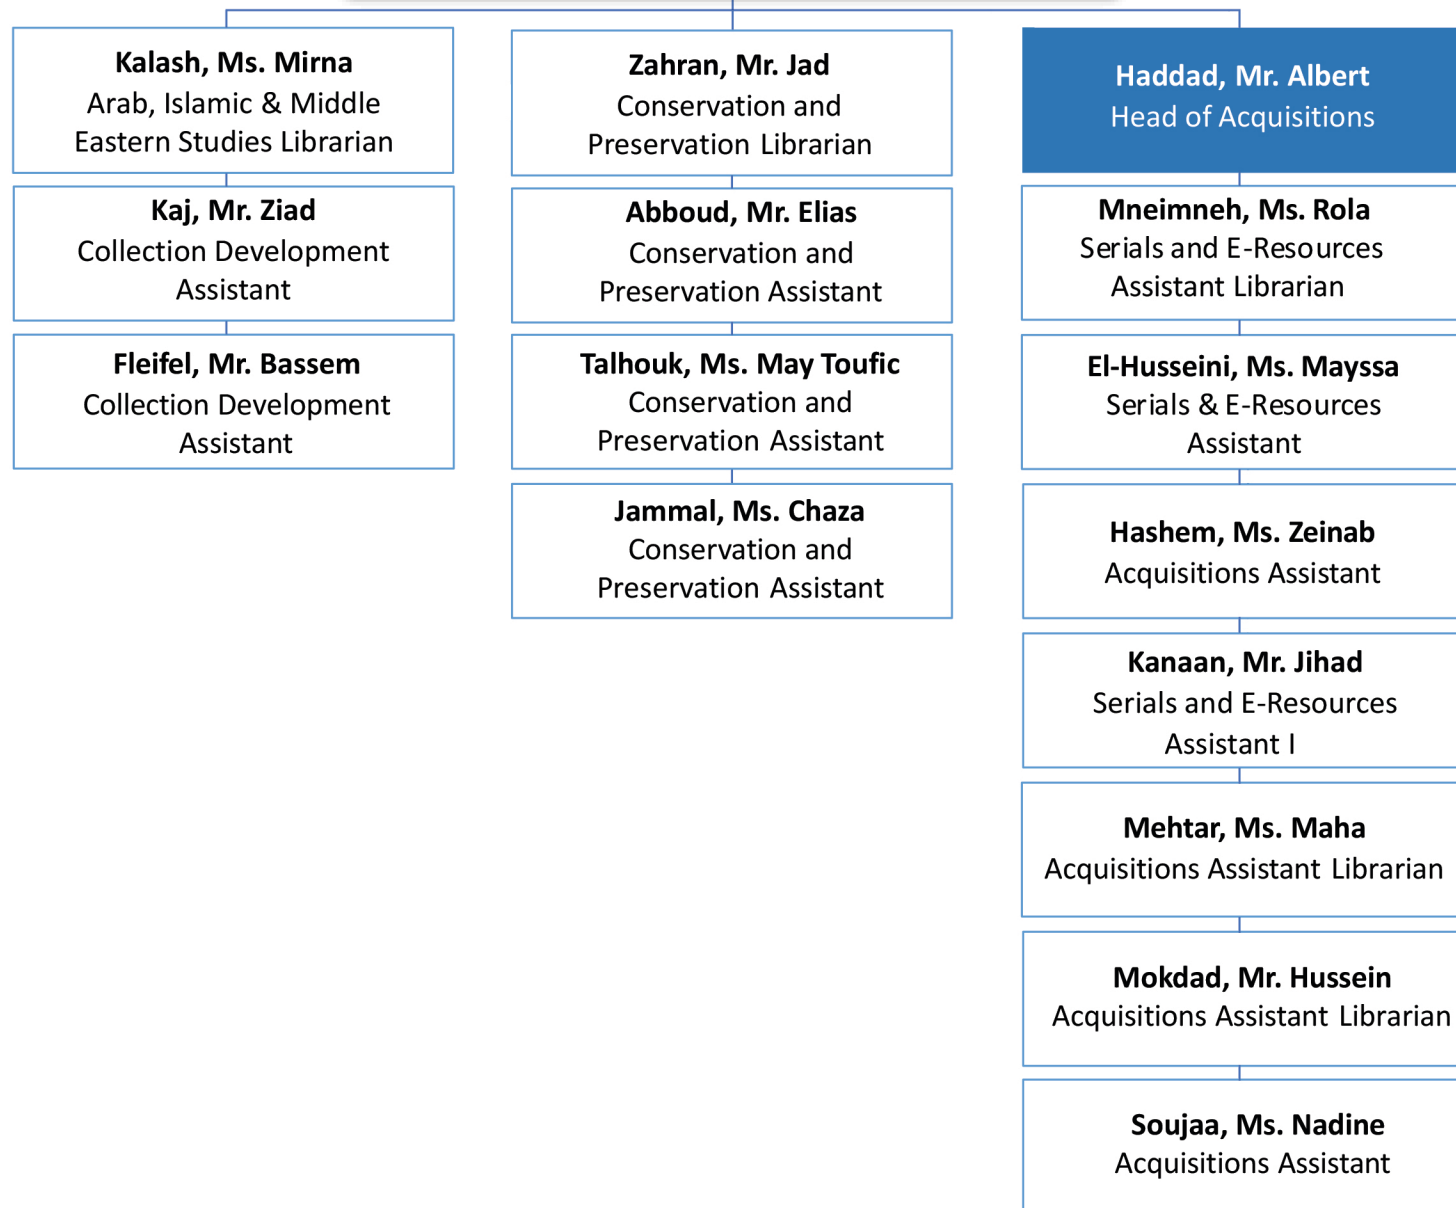 Kalash, Ms. Mirna
Arab, Islamic & Middle
Eastern Studies Librarian
Kaj, Mr. Ziad
Collection Development
Assistant
Fleifel, Mr. Bassem
Collection Development
Assistant
Zahran, Mr. Jad
Conservation and
Preservation Librarian
Abboud, Mr. Elias
Conservation and
Preservation Assistant
Talhouk, Ms. May Toufic
Conservation and
Preservation Assistant
Jammal, Ms. Chaza
Conservation and
Preservation Assistant
Haddad, Mr. Albert
Head of Acquisitions
Mneimneh, Ms. Rola
Serials and E-Resources
Assistant Librarian
El-Husseini, Ms. Mayssa
Serials & E-Resources
Assistant
Hashem, Ms. Zeinab
Acquisitions Assistant
Kanaan, Mr. Jihad
Serials and E-Resources
Assistant I
Mehtar, Ms. Maha
Acquisitions Assistant Librarian
Mokdad, Mr. Hussein
Acquisitions Assistant Librarian
Soujaa, Ms. Nadine
Acquisitions Assistant